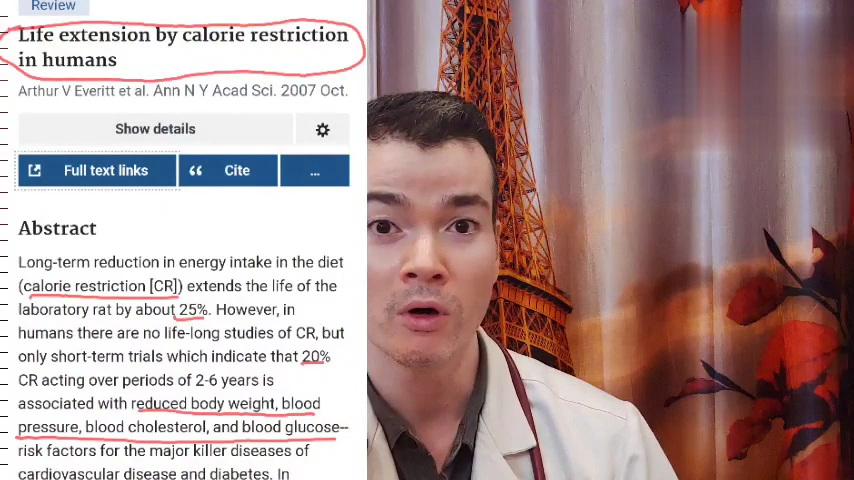 Review
Life extension by calorie restriction
in humans
Arthur V Everitt et al. Ann N Y Acad Sci. 2007 Oct.
Show details
Full text links
Cite
...
Abstract
Long-term reduction in energy intake in the diet
(calorie restriction [CR]) extends the life of the
laboratory rat by about 25%. However, in
humans there are no life-long studies of CR, but
only short-term trials which indicate that 20%
CR acting over periods of 2-6 years is
associated with reduced body weight, blood
pressure, blood cholesterol, and blood glucose--
risk factors for the major killer diseases of
cardiovascular disease and diabetes. In